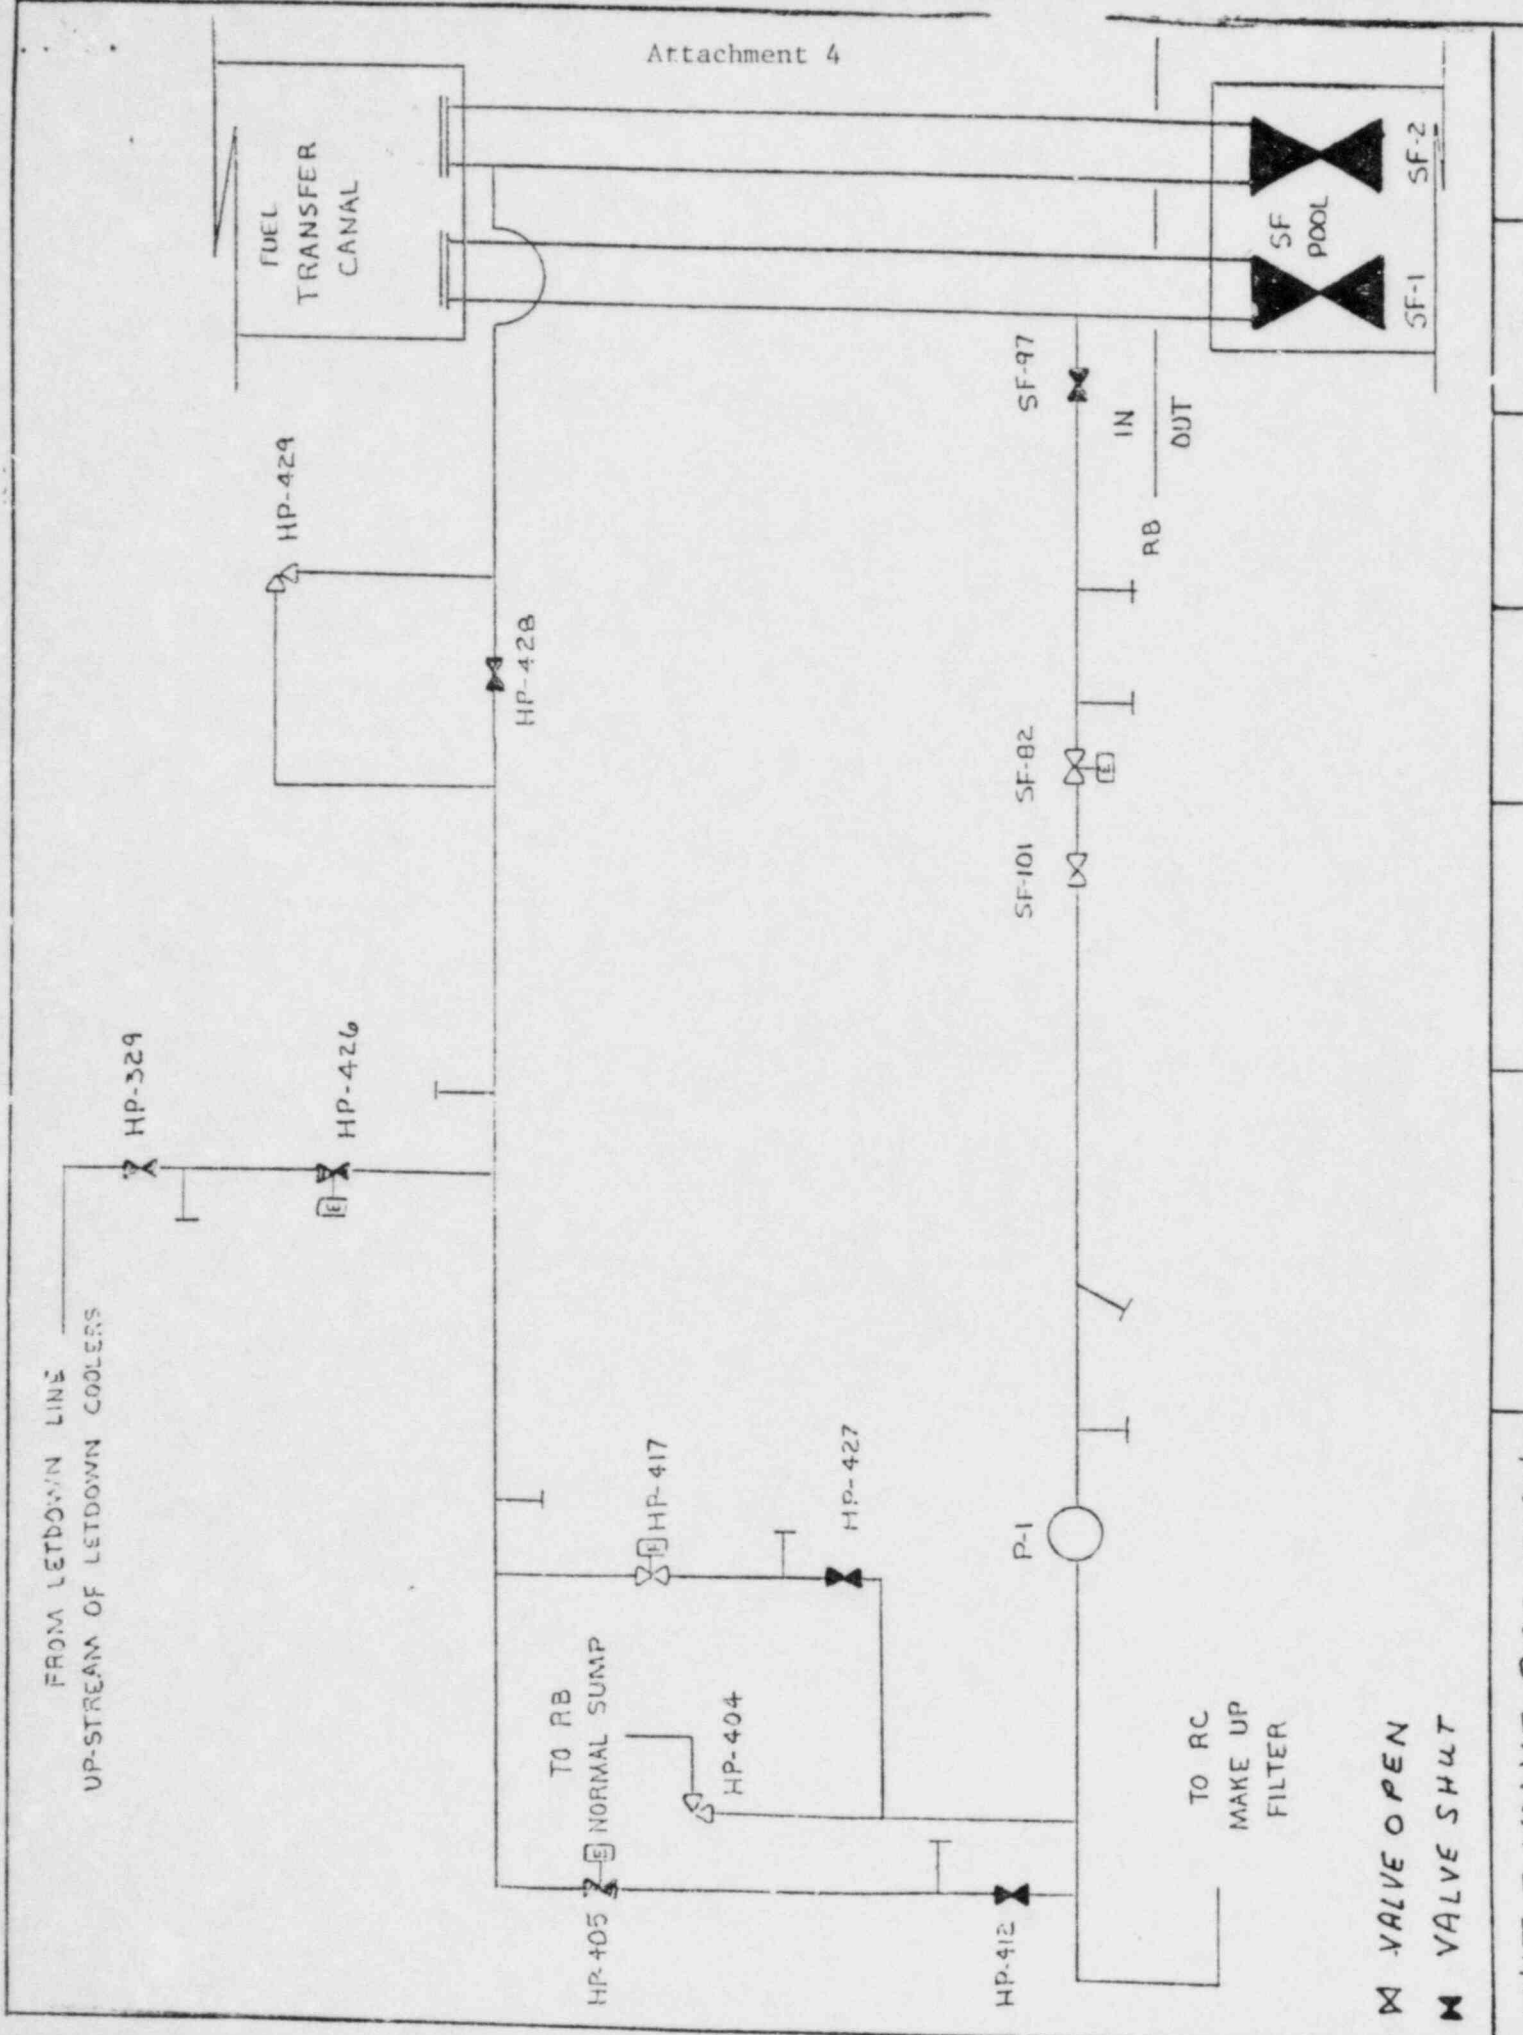 Attachment 4
FUEL
TRANSFER
CANAL
SF-2
SF
POOL
SF-1
SF-97
IN
OUT
RB
HP-429
HP-428
SF-82
E
SF-101
HP-329
HP-426
E
FROM LETDOWN LINE
UP-STREAM OF LETDOWN COOLERS
HP-417
E
HP-427
P-1
TO RB
NORMAL SUMP
HP-404
HP-405
E
HP-412
TO RC
MAKE UP
FILTER
VALVE OPEN
VALVE SHUT